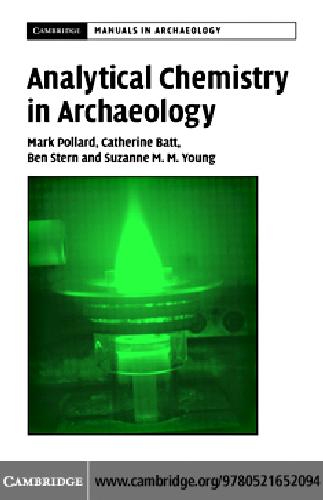 CAMBRIDGE MANUALS IN ARCHAEOLOGY
Analytical Chemistry
in Archaeology
Mark Pollard, Catherine Batt,
Ben Stern and Suzanne M. M. Young
CAMBRIDGE www.cambridge.org/9780521652094